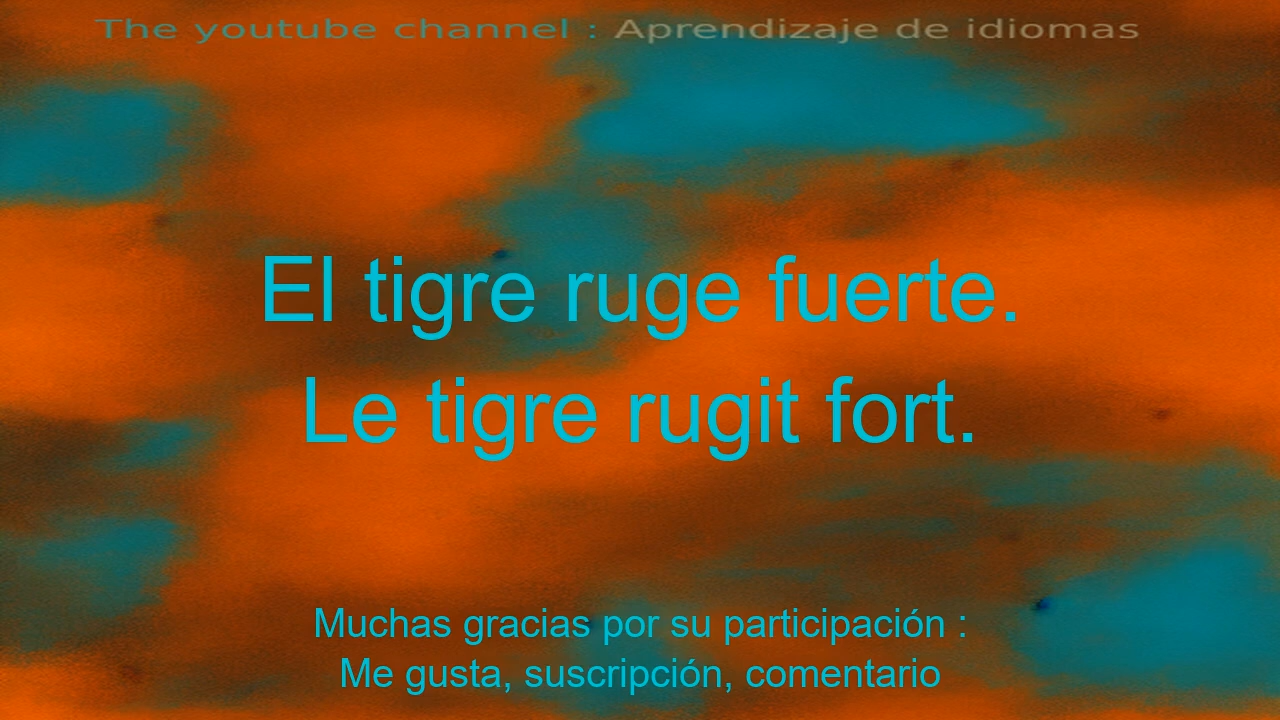 The youtube channel : Aprendizaje de idiomas
El tigre ruge fuerte.
Le tigre rugit fort.
Muchas gracias por su participación :
Me gusta, suscripción, comentario